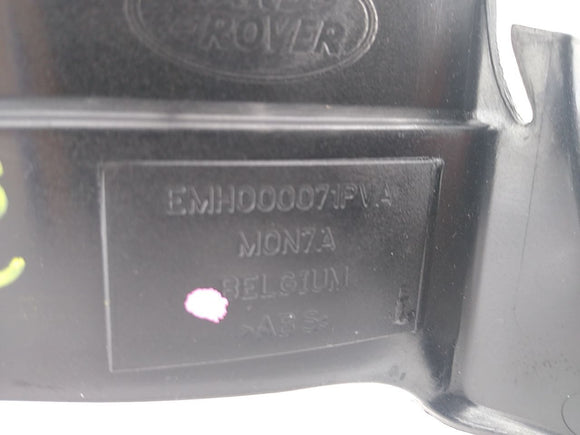 ROVER
EMH000071PVA
MON7A
BELGIUM
>ABS<